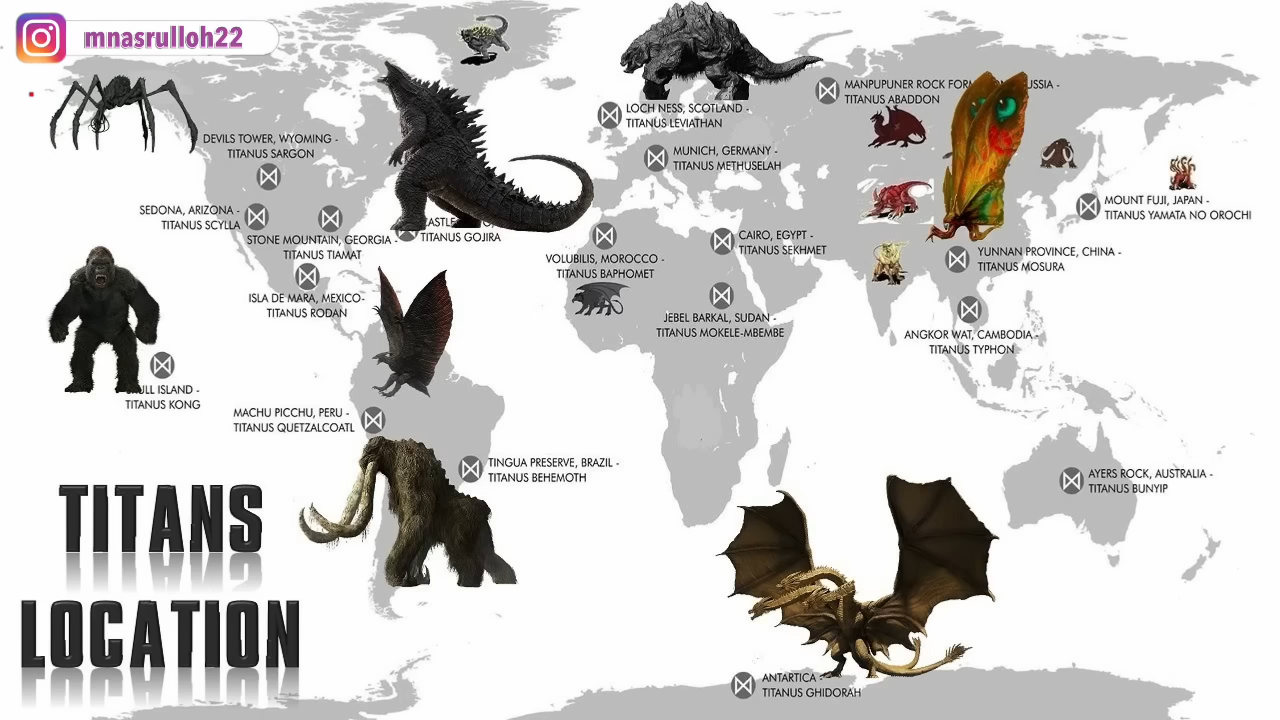 mnasrulloh22
DEVILS TOWER, WYOMING -
TITANUS SARGON
SEDONA, ARIZONA -
TITANUS SCYLLA
STONE MOUNTAIN, GEORGIA -
TITANUS TIAMAT
TITANUS GOJIRA
ISLA DE MARA, MEXICO-
TITANUS RODAN
ISLAND -
TITANUS KONG
MACHU PICCHU, PERU -
TITANUS QUETZALCOATL
TINGUA PRESERVE, BRAZIL -
TITANUS BEHEMOTH
LOCH NESS, SCOTLAND -
TITANUS LEVIATHAN
MUNICH, GERMANY -
TITANUS METHUSELAH
MANPUPUNER ROCK
TITANUS ABADDON
VOLUBILIS, MOROCCO -
TITANUS BAPHOMET
CAIRO, EGYPT -
TITANUS SEKHMET
JEBEL BARKAL, SUDAN -
TITANUS MOKELE-MBEMBE
MOUNT FUJI, JAPAN -
TITANUS YAMATA NO OROCHI
YUNNAN PROVINCE, CHINA -
TITANUS MOSURA
ANGKOR WAT, CAMBODIA -
TITANUS TYPHON
AYERS ROCK, AUSTRALIA -
TITANUS BUNYIP
ANTARTICA -
TITANUS GHIDORAH
TITANS
LOCATION